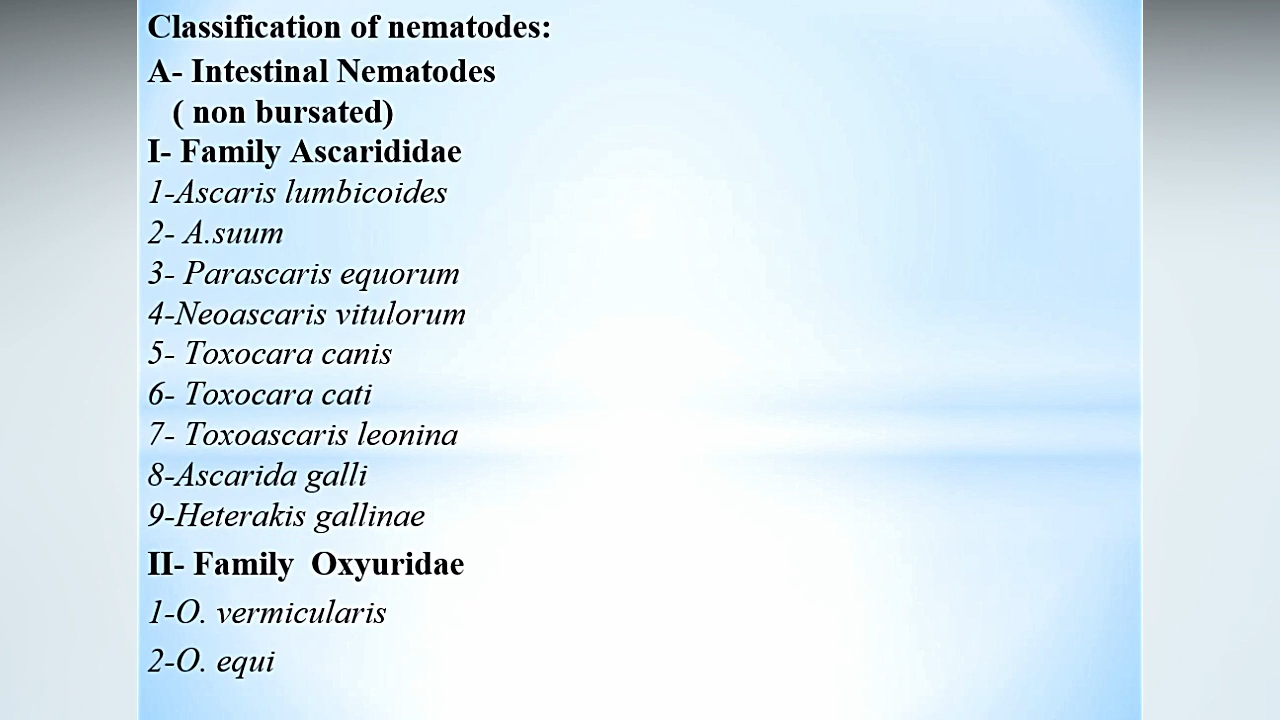 Classification of nematodes:
A- Intestinal Nematodes
( non bursated)
I- Family Ascarididae
1-Ascaris lumbicoides
2- A.suum
3- Parascaris equorum
4-Neoascaris vitulorum
5- Toxocara canis
6- Toxocara cati
7- Toxoascaris leonina
8-Ascarida galli
9-Heterakis gallinae
II- Family  Oxyuridae
1-O. vermicularis
2-O. equi